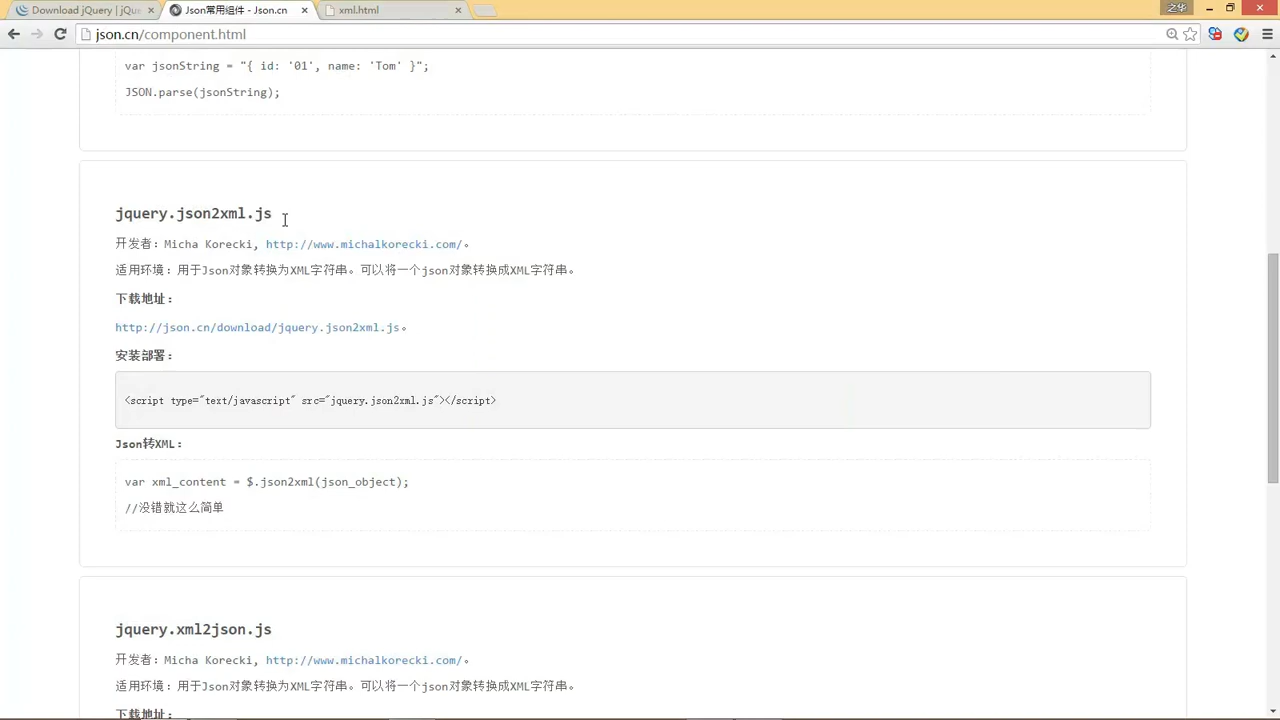 Download jQuery | jQue
Json常用组件 - Json.cn
xml.html
之华
json.cn/component.html
var jsonString = "{ id: '01', name: 'Tom' }";
JSON.parse(jsonString);
jquery.json2xml.js
开发者：Micha Korecki, http://www.michalkorecki.com/。
适用环境：用于Json对象转换为XML字符串。可以将一个json对象转换成XML字符串。
下载地址：
http://json.cn/download/jquery.json2xml.js。
安装部署：
<script type="text/javascript" src="jquery.json2xml.js"></script>
Json转XML：
var xml_content = $.json2xml(json_object);
//没错就这么简单
jquery.xml2json.js
开发者：Micha Korecki, http://www.michalkorecki.com/。
适用环境：用于Json对象转换为XML字符串。可以将一个json对象转换成XML字符串。
下载地址：